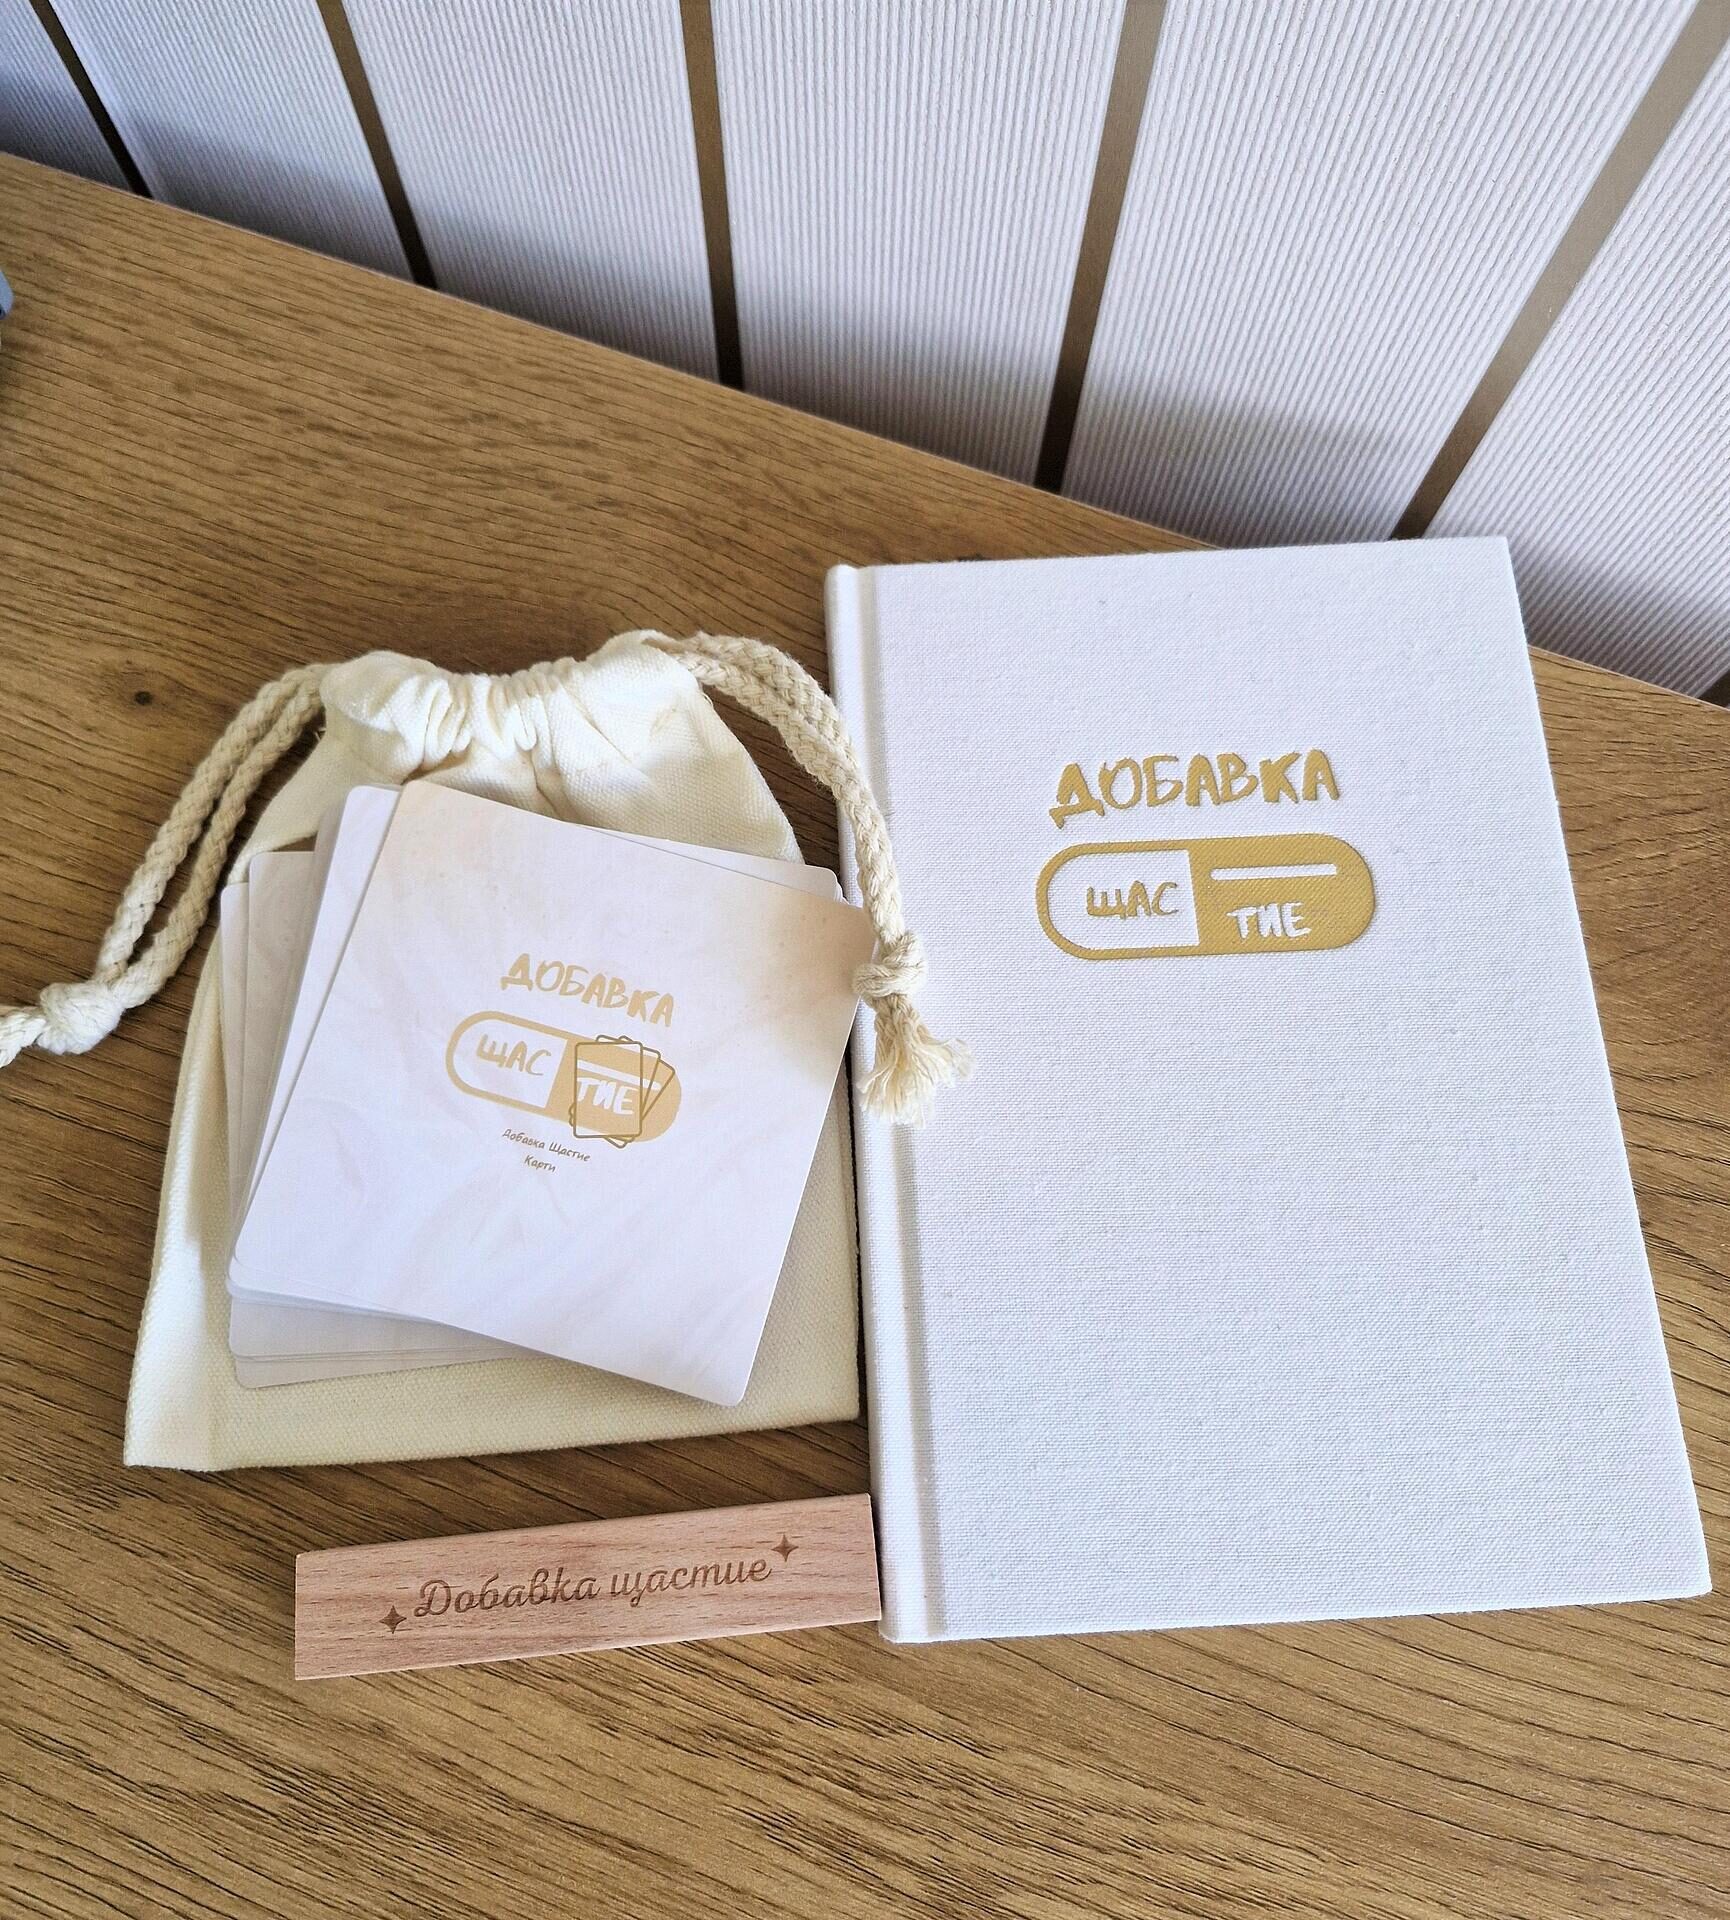 ДОБАВКА
ЩАС
ТИЕ
ДОБАВКА
ЩАС
ТИЕ
Добавка Щастие
Карти
Добавка щастие